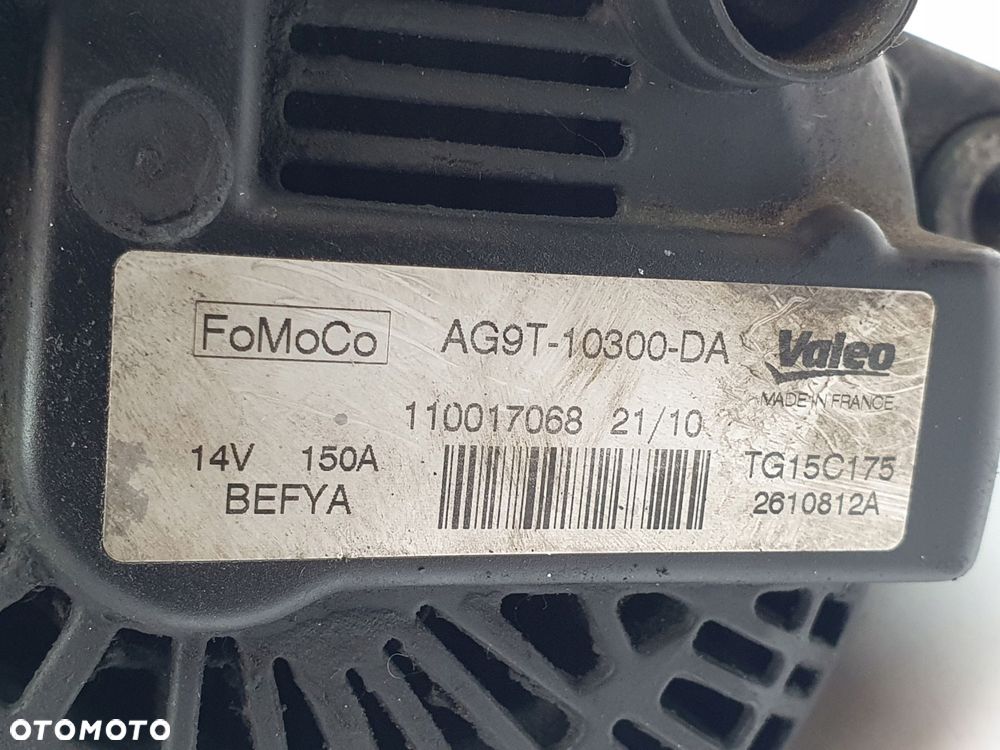 FoMoCo AG9T-10300-DA Valeo
MADE IN FRANCE
110017068 21/10
14V 150A TG15C175
BEFYA 2610812A
OTOMOTO